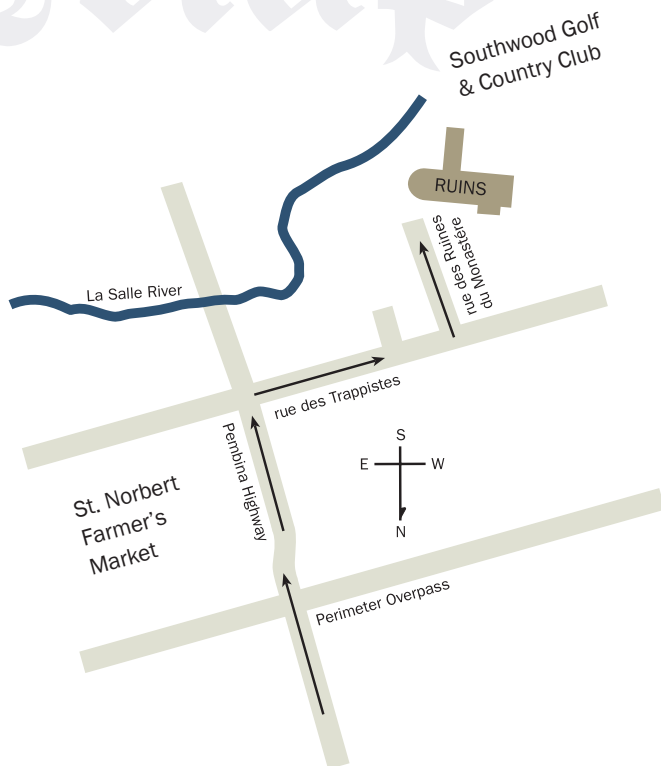 Southwood Golf
& Country Club
RUINS
rue des Ruines
du Monastére
La Salle River
rue des Trappistes
Pembina Highway
S
E
W
N
St. Norbert
Farmer's
Market
Perimeter Overpass